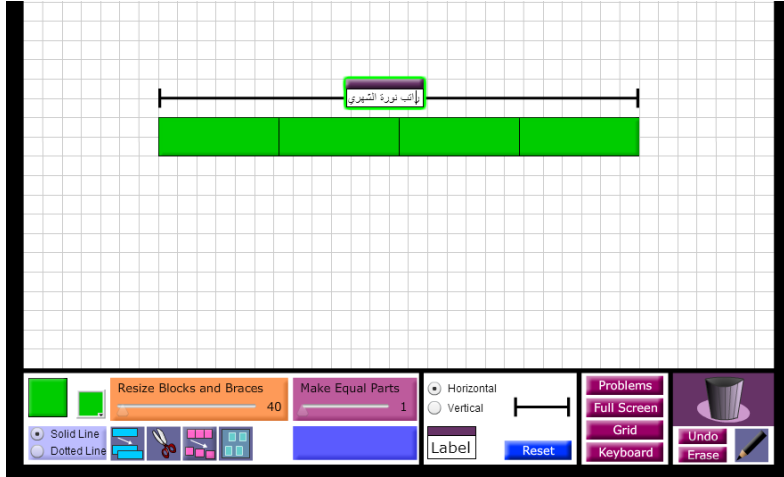 راتب نورة الشهري
Resize Blocks and Braces
40
Make Equal Parts
1
Solid Line
Dotted Line
Horizontal
Vertical
Label
Reset
Problems
Full Screen
Grid
Keyboard
Undo
Erase